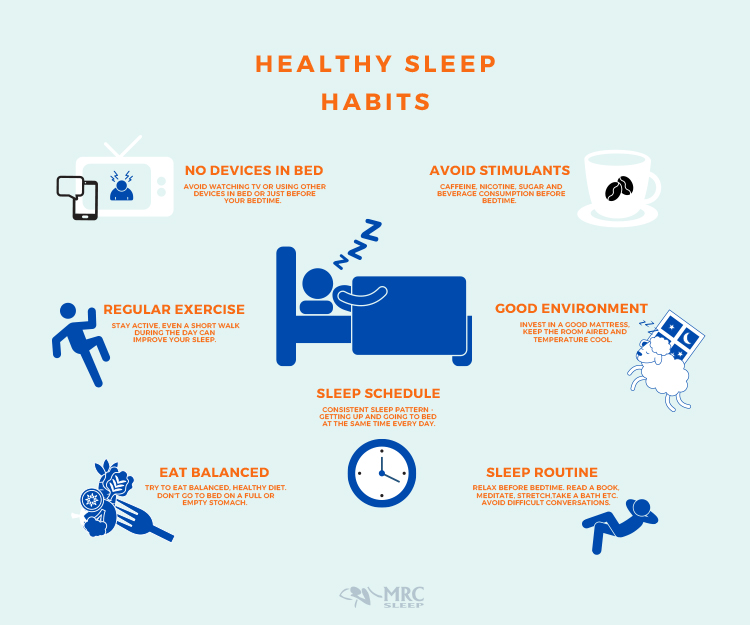 HEALTHY SLEEP
HABITS
NO DEVICES IN BED
AVOID WATCHING TV OR USING OTHER
DEVICES IN BED OR JUST BEFORE
YOUR BEDTIME.
AVOID STIMULANTS
CAFFEINE, NICOTINE, SUGAR AND
BEVERAGE CONSUMPTION BEFORE
BEDTIME.
Z Z Z Z
REGULAR EXERCISE
STAY ACTIVE, EVEN A SHORT WALK
DURING THE DAY CAN
IMPROVE YOUR SLEEP.
GOOD ENVIRONMENT
INVEST IN A GOOD MATTRESS,
KEEP THE ROOM AIRED AND
TEMPERATURE COOL.
z z z
SLEEP SCHEDULE
CONSISTENT SLEEP PATTERN -
GETTING UP AND GOING TO BED
AT THE SAME TIME EVERY DAY.
EAT BALANCED
TRY TO EAT BALANCED, HEALTHY DIET.
DON'T GO TO BED ON A FULL OR
EMPTY STOMACH.
SLEEP ROUTINE
RELAX BEFORE BEDTIME. READ A BOOK,
MEDITATE, STRETCH.TAKE A BATH ETC.
AVOID DIFFICULT CONVERSATIONS.
MRC
SLEEP